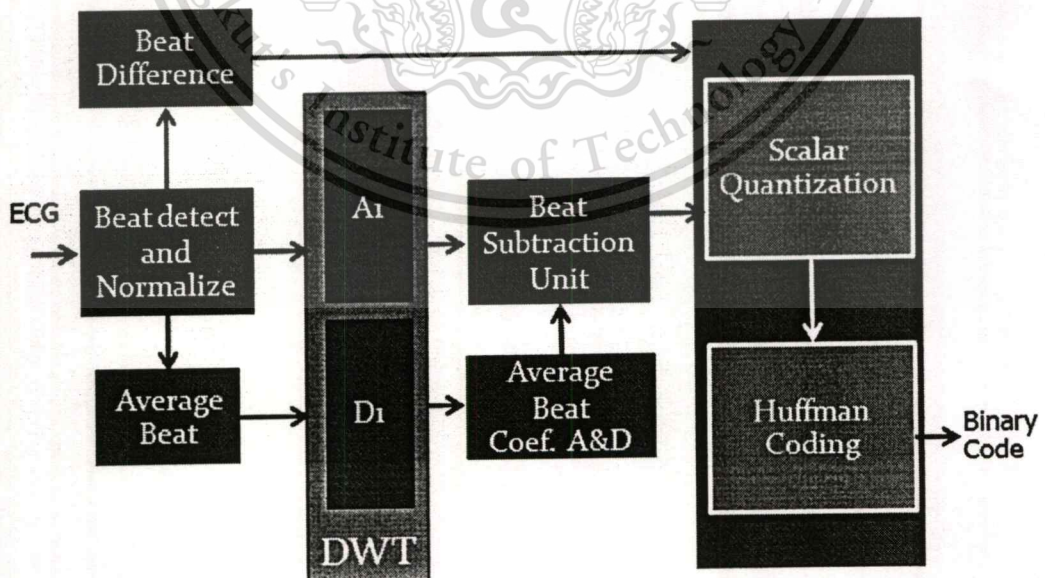 Beat
Difference
ECG
Beat detect
and
Normalize
Average
Beat
A1
D1
DWT
Beat
Subtraction
Unit
Average
Beat
Coef. A&D
Scalar
Quantization
Huffman
Coding
Binary
Code
kut's Institute of Technology